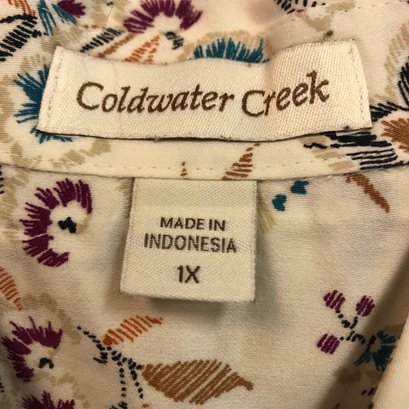 Coldwater Creek
MADE IN
INDONESIA
1X